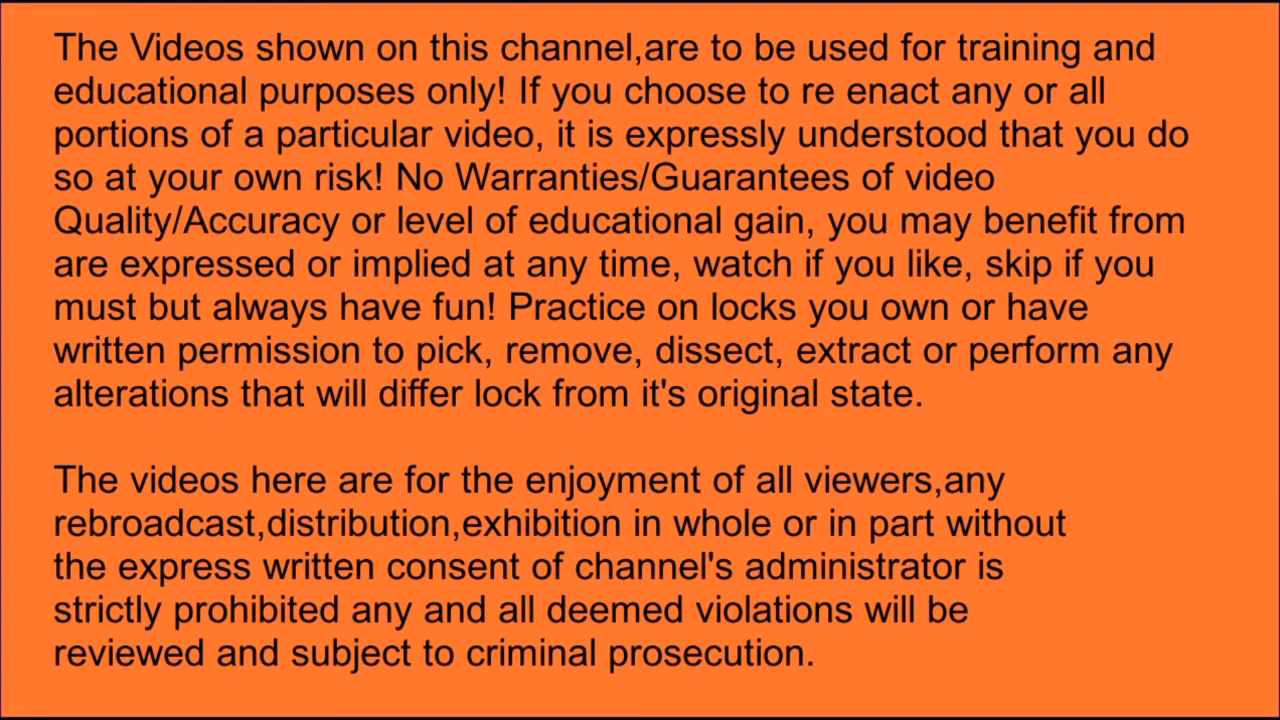 The Videos shown on this channel,are to be used for training and
educational purposes only! If you choose to re enact any or all
portions of a particular video, it is expressly understood that you do
so at your own risk! No Warranties/Guarantees of video
Quality/Accuracy or level of educational gain, you may benefit from
are expressed or implied at any time, watch if you like, skip if you
must but always have fun! Practice on locks you own or have
written permission to pick, remove, dissect, extract or perform any
alterations that will differ lock from it's original state.

The videos here are for the enjoyment of all viewers,any
rebroadcast,distribution,exhibition in whole or in part without
the express written consent of channel's administrator is
strictly prohibited any and all deemed violations will be
reviewed and subject to criminal prosecution.